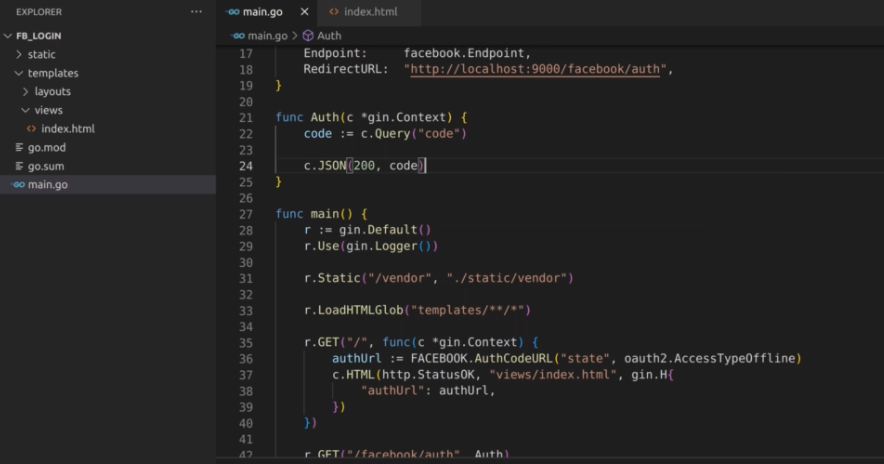 EXPLORER ...
FB_LOGIN
static
templates
layouts
views
index.html
go.mod
go.sum
main.go
main.go × index.html
main.go > Auth
17 Endpoint: facebook.Endpoint,
18 RedirectURL: "http://localhost:9000/facebook/auth",
19 }
20
21 func Auth(c *gin.Context) {
22 code := c.Query("code")
23
24 c.JSON(200, code)
25 }
26
27 func main() {
28 r := gin.Default()
29 r.Use(gin.Logger())
30
31 r.Static("/vendor", "./static/vendor")
32
33 r.LoadHTMLGlob("templates/**/*")
34
35 r.GET("/", func(c *gin.Context) {
36 authUrl := FACEBOOK.AuthCodeURL("state", oauth2.AccessTypeOffline)
37 c.HTML(http.StatusOK, "views/index.html", gin.H{
38 "authUrl": authUrl,
39 })
40 })
41
42 r.GET("/facebook/auth", Auth)